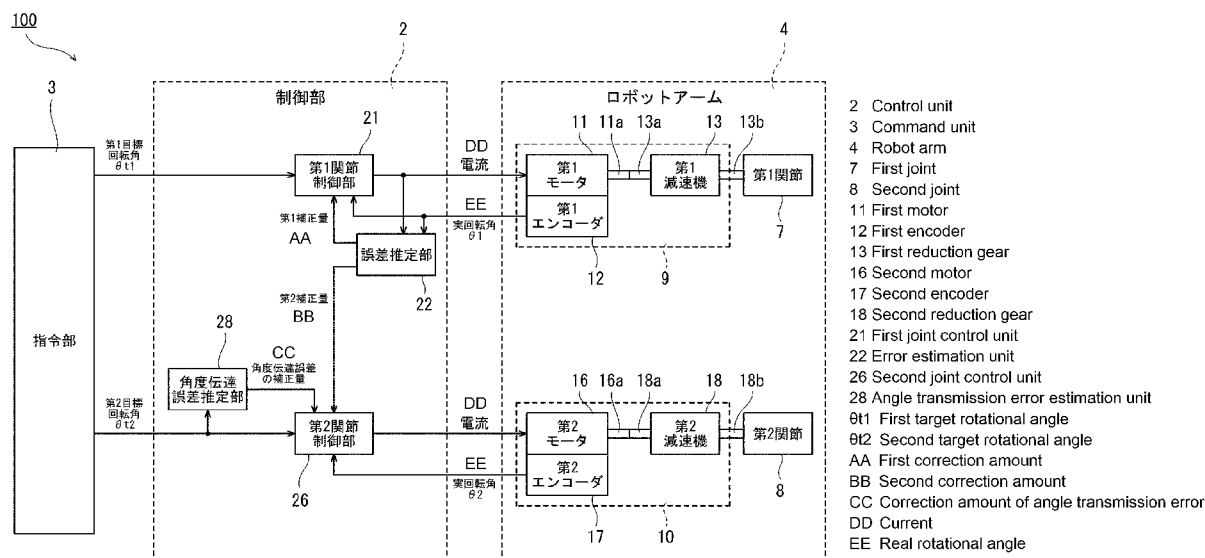 100
3
2
4
制御部
ロボットアーム
21
11
11a
13a
13
13b
第1目標
回転角
θt1
第1関節
制御部
DD
電流
第1
モータ
第1
減速機
第1関節
第1補正量
AA
EE
実回転角
θ1
第1
エンコーダ
7
誤差推定部
22
12
9
第2補正量
BB
28
指令部
CC
角度伝達誤差
の補正量
角度伝達
誤差推定部
16
16a
18a
18
18b
第2目標
回転角
θt2
第2関節
制御部
DD
電流
第2
モータ
第2
減速機
第2関節
26
EE
実回転角
θ2
第2
エンコーダ
8
17
10
2 Control unit
3 Command unit
4 Robot arm
7 First joint
8 Second joint
11 First motor
12 First encoder
13 First reduction gear
16 Second motor
17 Second encoder
18 Second reduction gear
21 First joint control unit
22 Error estimation unit
26 Second joint control unit
28 Angle transmission error estimation unit
θt1 First target rotational angle
θt2 Second target rotational angle
AA First correction amount
BB Second correction amount
CC Correction amount of angle transmission error
DD Current
EE Real rotational angle